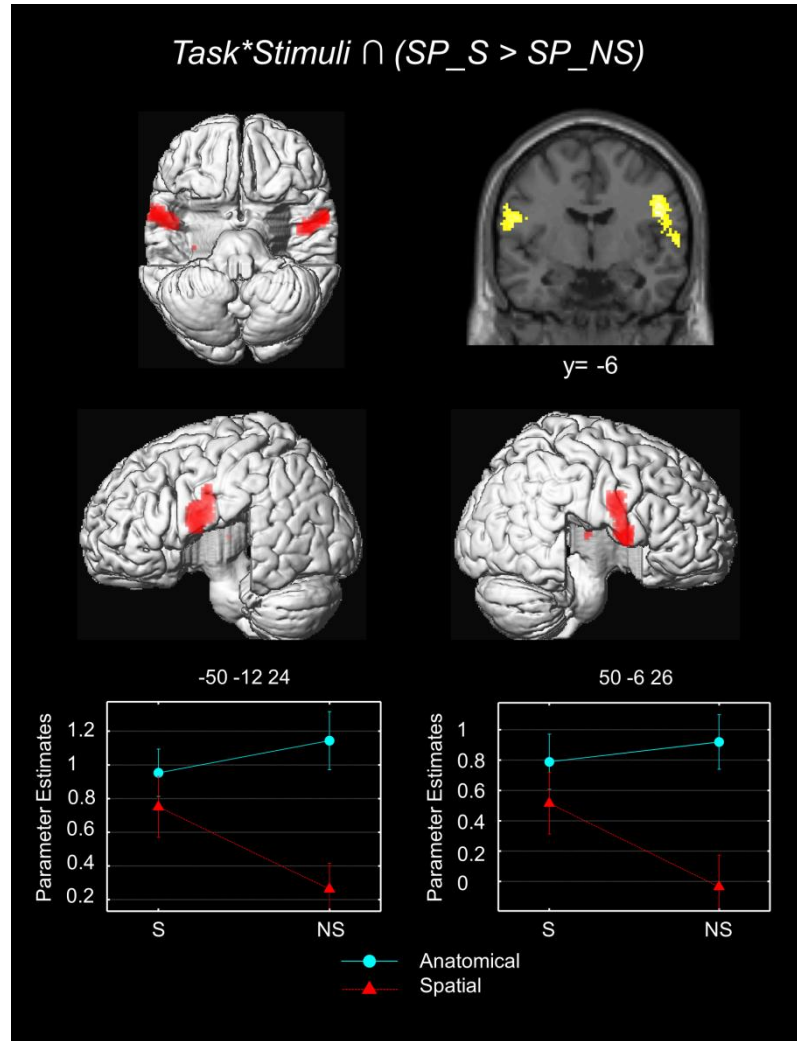 Task*Stimuli ∩ (SP_S > SP_NS)
y= -6
-50 -12 24
Parameter Estimates
1.2
1
0.8
0.6
0.4
0.2
S
NS
50 -6 26
Parameter Estimates
1
0.8
0.6
0.4
0.2
0
S
NS
Anatomical
Spatial